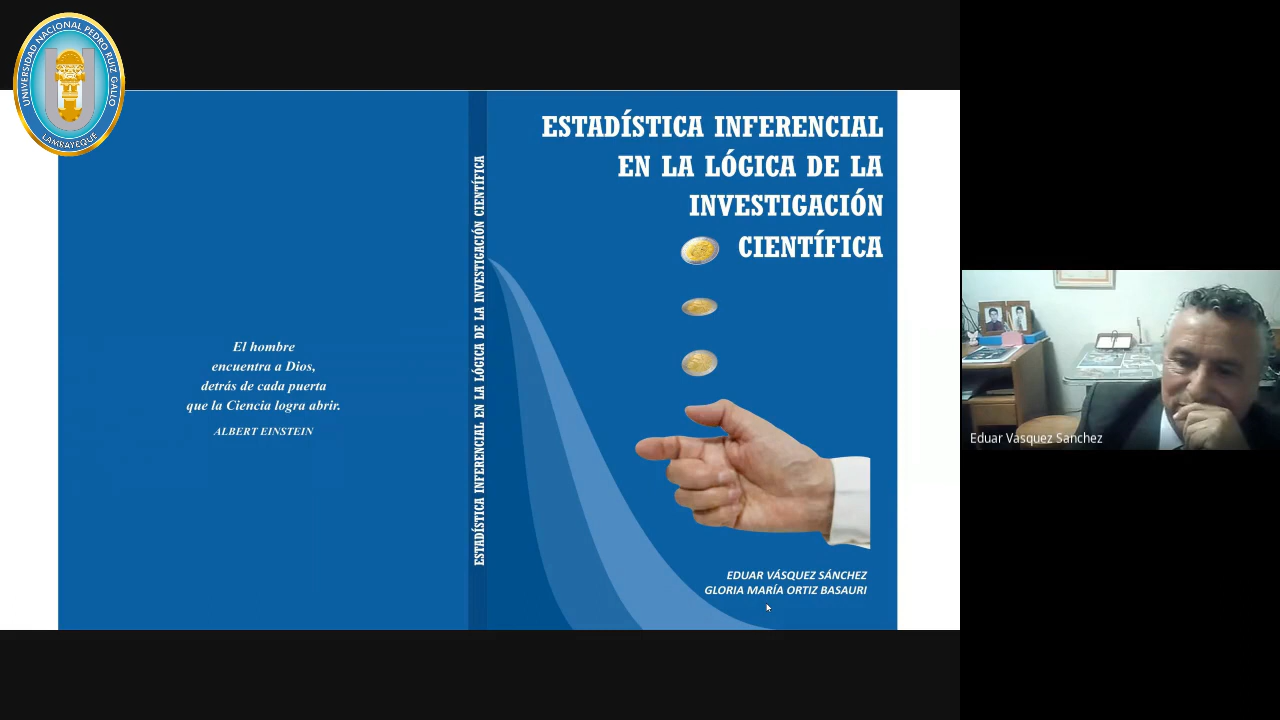 UNIVERSIDAD NACIONAL PEDRO RUIZ GALLO
LAMBAYEQUE
El hombre
encuentra a Dios,
detrás de cada puerta
que la Ciencia logra abrir.
ALBERT EINSTEIN
ESTADÍSTICA INFERENCIAL EN LA LÓGICA DE LA INVESTIGACIÓN CIENTÍFICA
ESTADÍSTICA INFERENCIAL
EN LA LÓGICA DE LA
INVESTIGACIÓN
CIENTÍFICA
EDUAR VÁSQUEZ SÁNCHEZ
GLORIA MARÍA ORTIZ BASAURI
Eduar Vasquez Sanchez